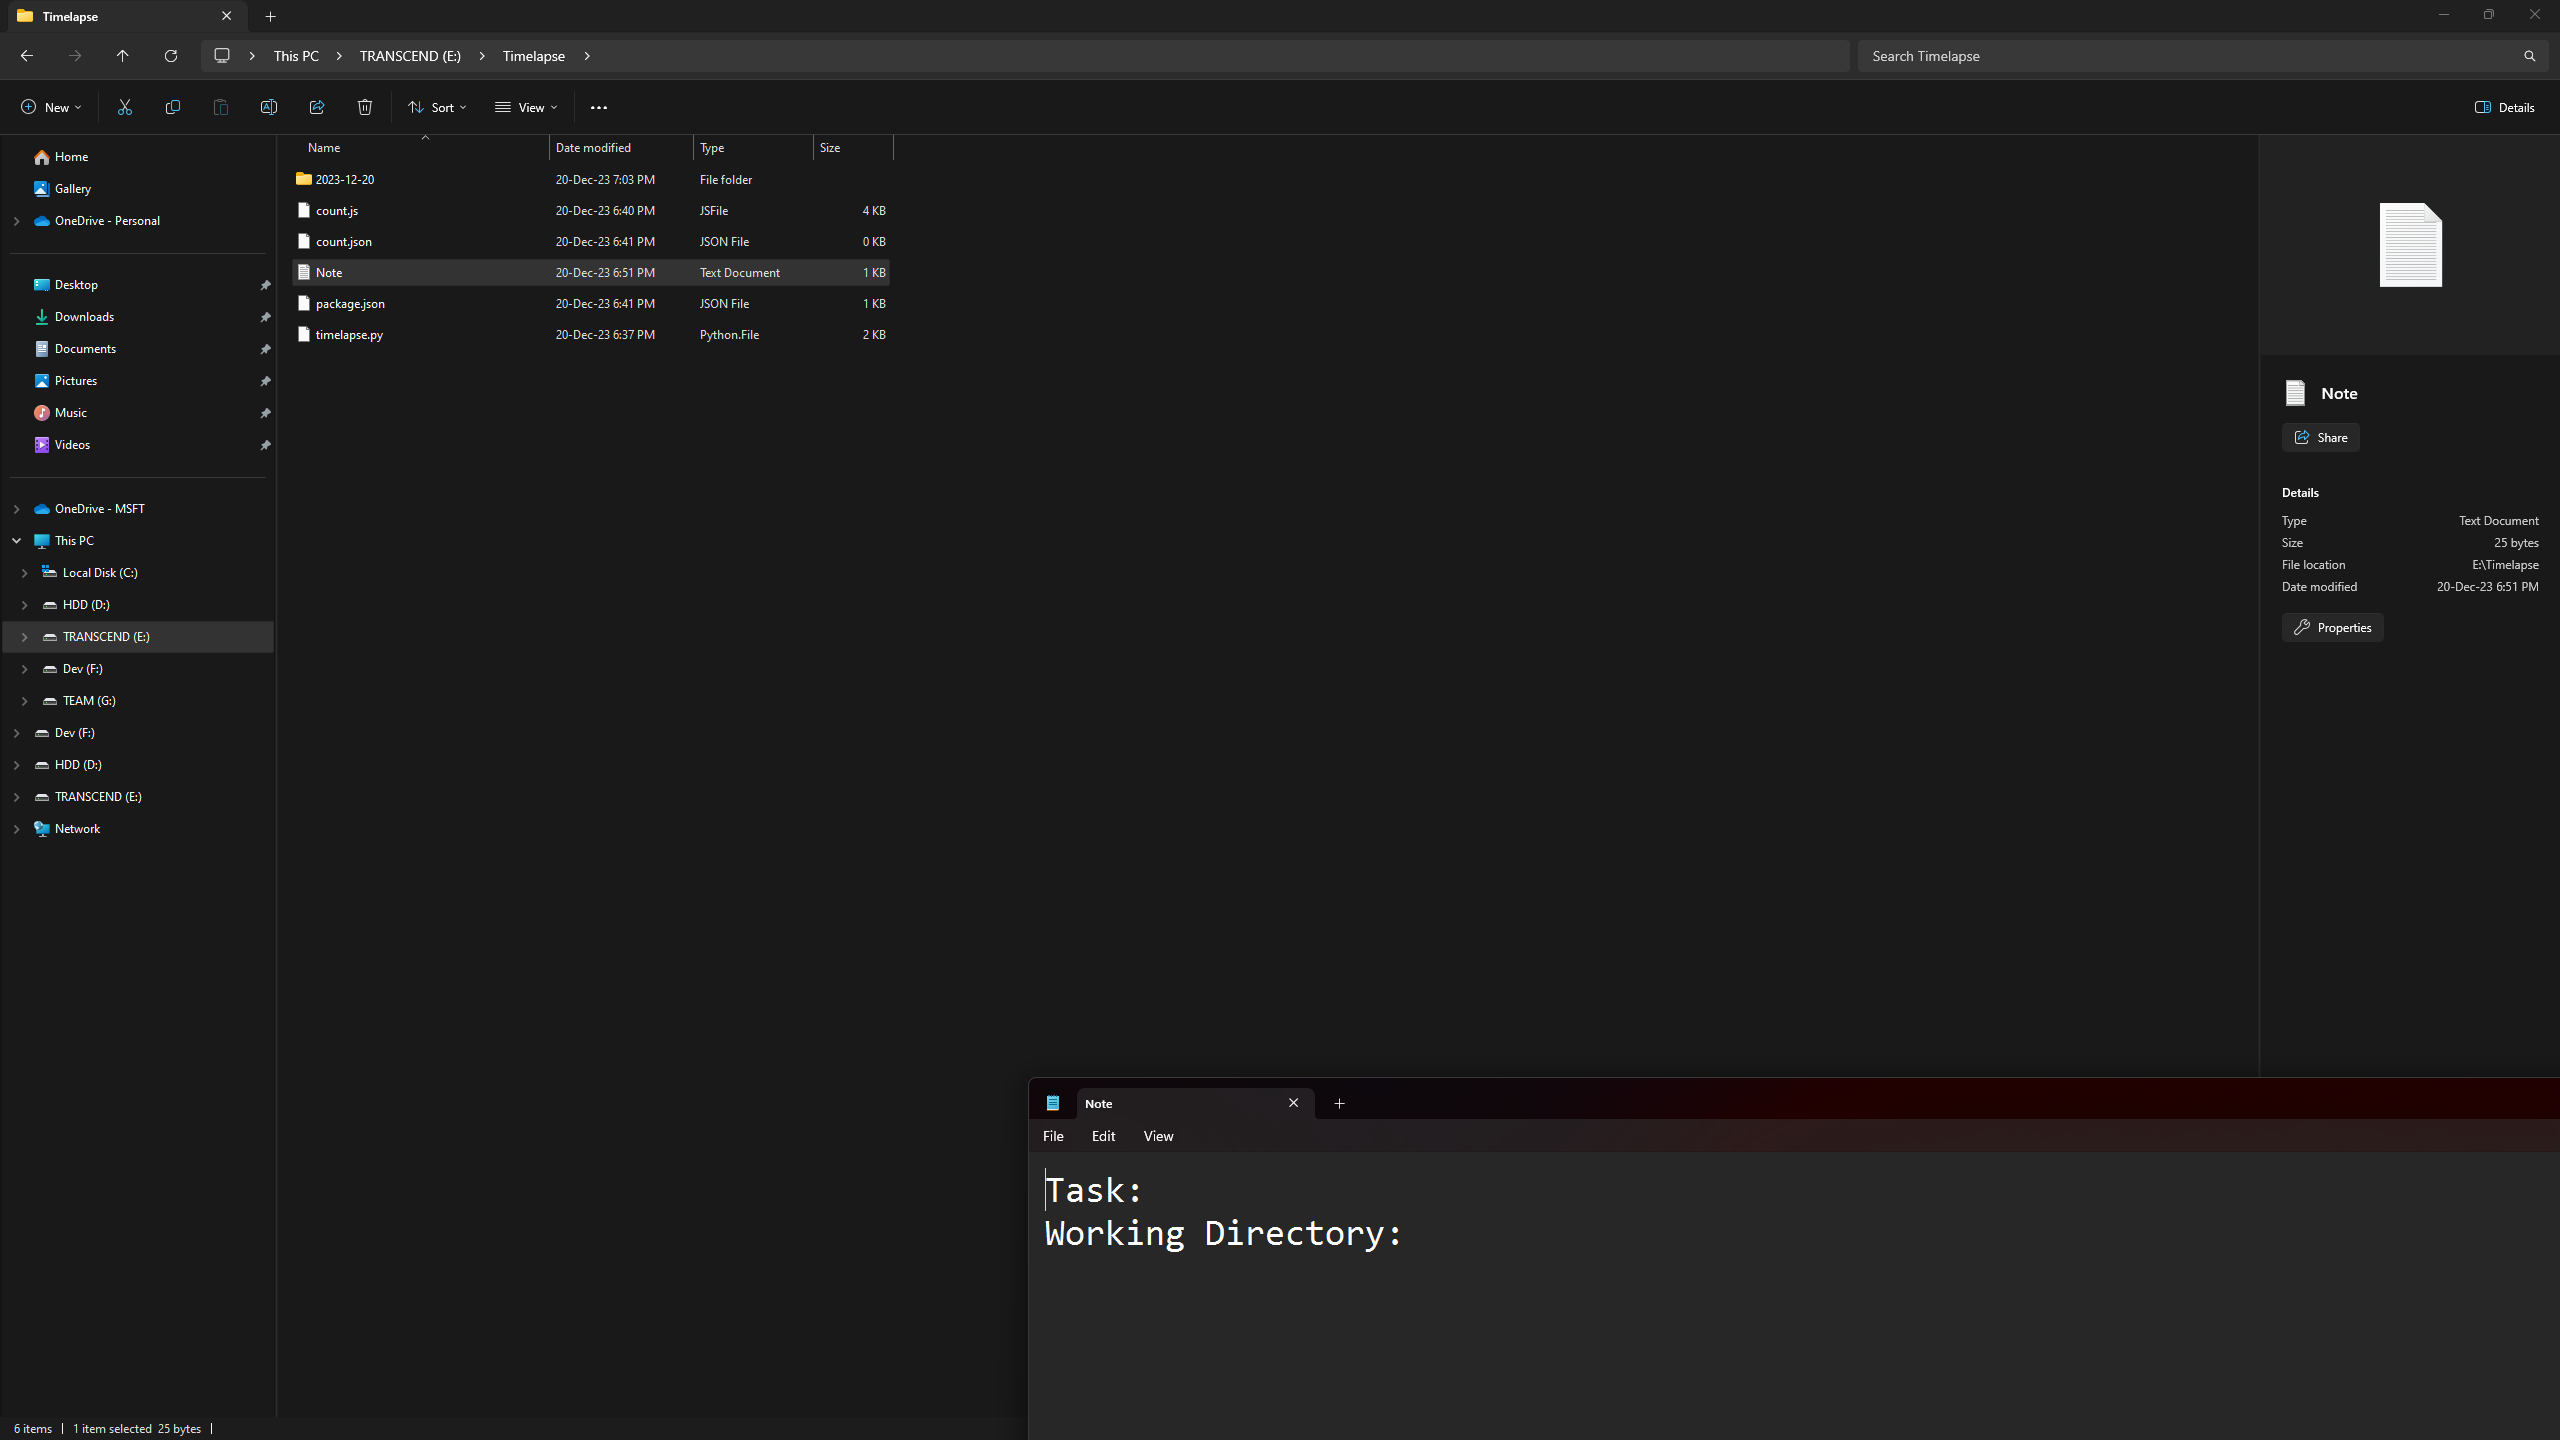 Timelapse
This PC
TRANSCEND (E:)
Timelapse
Search Timelapse
New
Sort
View
Details
Home
Gallery
OneDrive - Personal
Desktop
Downloads
Documents
Pictures
Music
Videos
OneDrive - MSFT
This PC
Local Disk (C:)
HDD (D:)
TRANSCEND (E:)
Dev (F:)
TEAM (G:)
Dev (F:)
HDD (D:)
TRANSCEND (E:)
Network
Name Date modified Type Size
2023-12-20 20-Dec-23 7:03 PM File folder
count.js 20-Dec-23 6:40 PM JSFile 4 KB
count.json 20-Dec-23 6:41 PM JSON File 0 KB
Note 20-Dec-23 6:51 PM Text Document 1 KB
package.json 20-Dec-23 6:41 PM JSON File 1 KB
timelapse.py 20-Dec-23 6:37 PM Python.File 2 KB
Note
Share
Details
Type Text Document
Size 25 bytes
File location E:\Timelapse
Date modified 20-Dec-23 6:51 PM
Properties
Note
File Edit View
Task:
Working Directory:
6 items 1 item selected 25 bytes